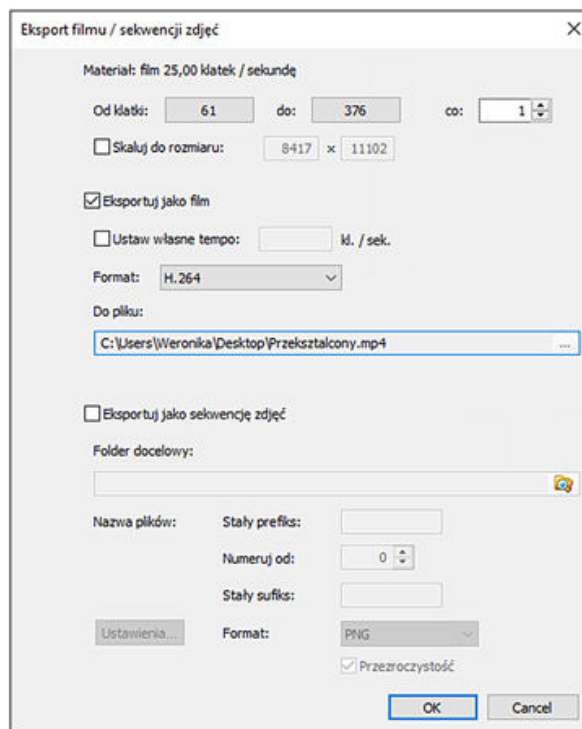 Eksport filmu / sekwencji zdjęć
Materiał: film 25,00 klatek / sekundę
Od klatki: 61 do: 376 co: 1
Skaluj do rozmiaru: 8417 x 11102
Eksportuj jako film
Ustaw własne tempo: kl. / sek.
Format: H.264
Do pliku:
C:\Users\Weronika\Desktop\Przeksztalcony.mp4 ...
Eksportuj jako sekwencję zdjęć
Folder docelowy:
Nazwa plików: Stały prefiks:
Numeruj od: 0
Stały sufiks:
Ustawienia... Format: PNG
Przezroczystość
OK Cancel